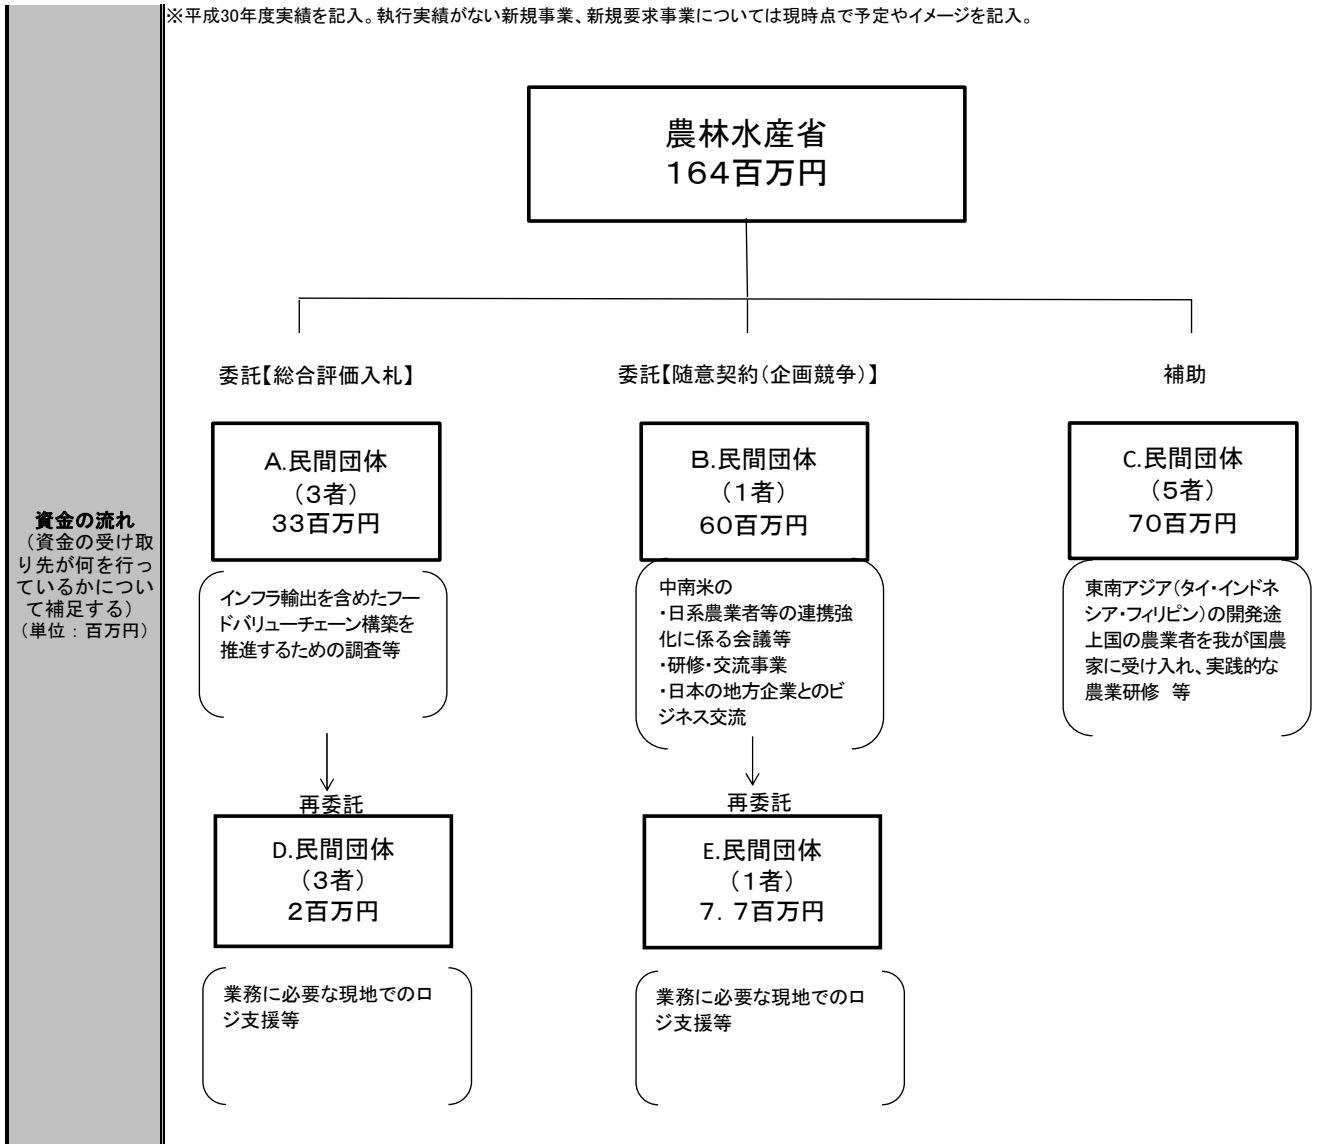 ※平成30年度実績を記入。執行実績がない新規事業、新規要求事業については現時点で予定やイメージを記入。
農林水産省
164百万円
委託【総合評価入札】
委託【随意契約(企画競争)】
補助
A.民間団体
(3者)
33百万円
B.民間団体
(1者)
60百万円
C.民間団体
(5者)
70百万円
資金の流れ
(資金の受け取
り先が何を行っ
ているかについ
て補足する)
(単位:百万円)
インフラ輸出を含めたフー
ドバリューチェーン構築を
推進するための調査等
中南米の
・日系農業者等の連携強
化に係る会議等
・研修・交流事業
・日本の地方企業とのビ
ジネス交流
東南アジア(タイ・インドネ
シア・フィリピン)の開発途
上国の農業者を我が国農
家に受け入れ、実践的な
農業研修 等
再委託
再委託
D.民間団体
(3者)
2百万円
E.民間団体
(1者)
7.7百万円
業務に必要な現地でのロ
ジ支援等
業務に必要な現地でのロ
ジ支援等